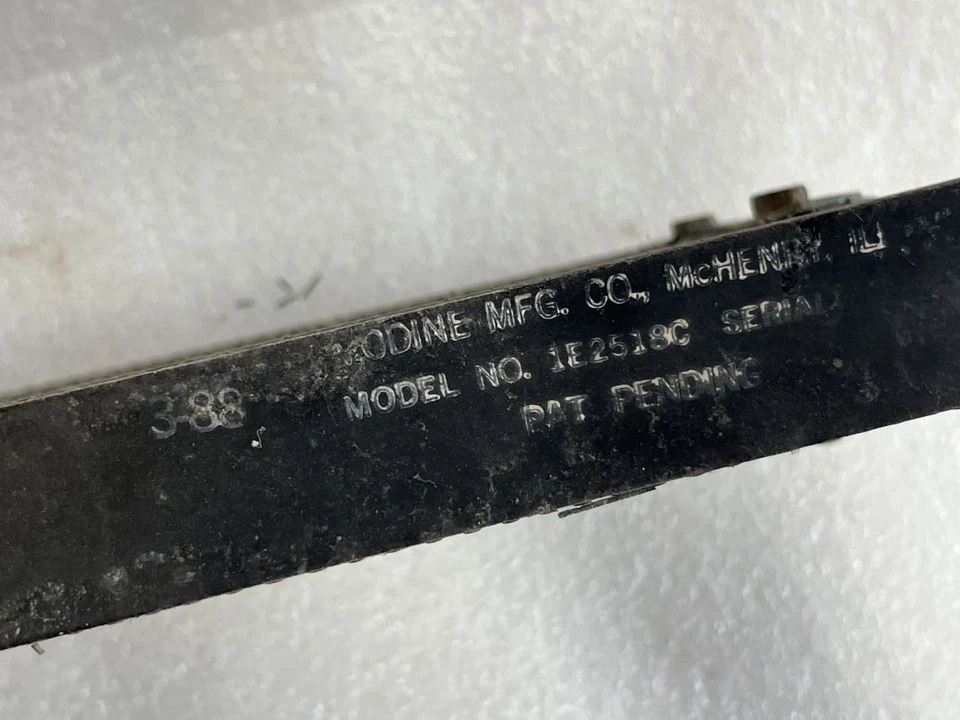 MODINE MFG. CO., McHENRY, ILL
MODEL NO. 1E2518C SERIAL
3-88
PAT. PENDING